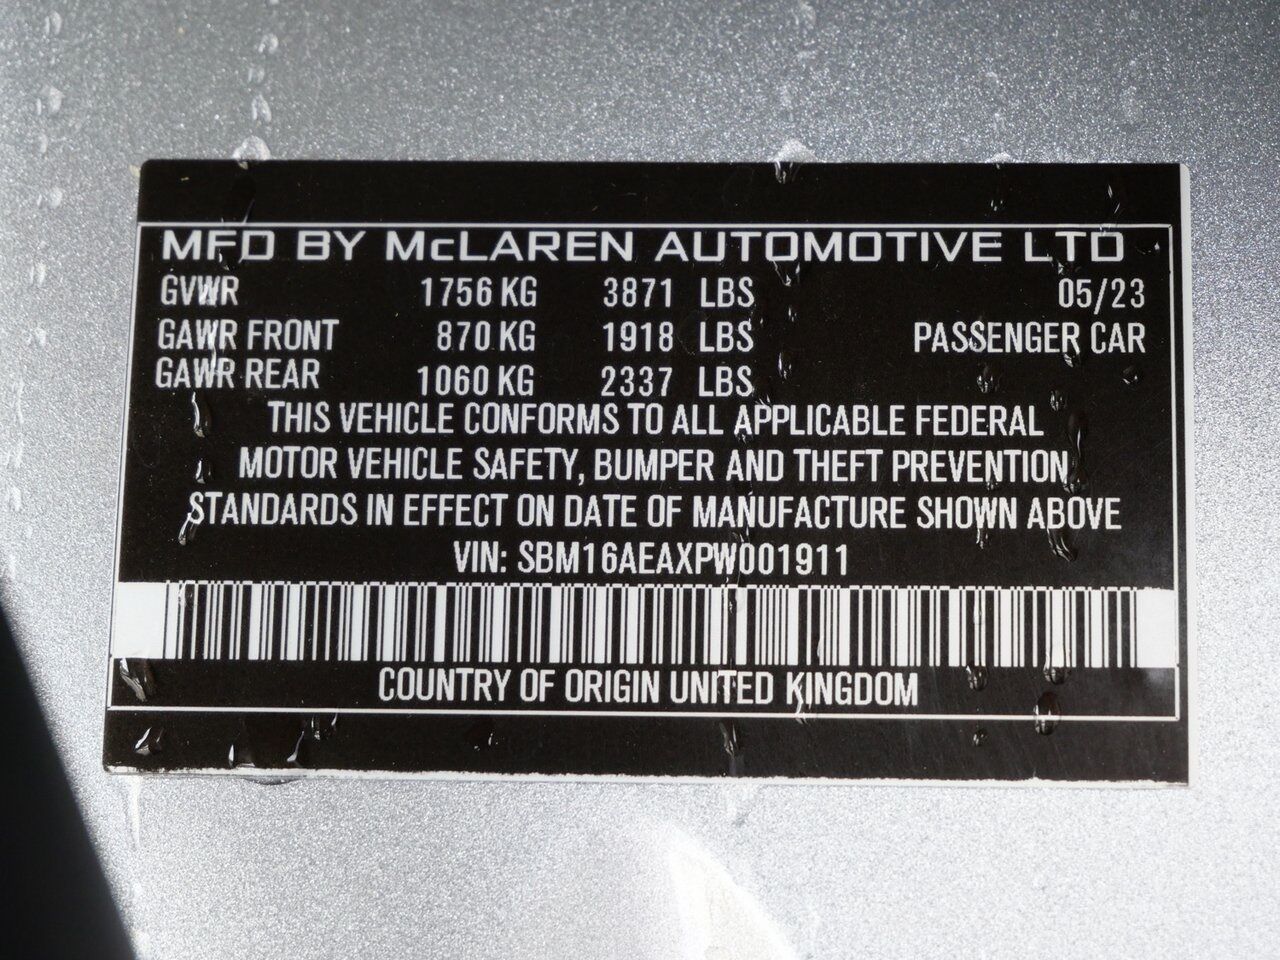 MFD BY McLAREN AUTOMOTIVE LTD
GVWR 1756 KG 3871 LBS 05/23
GAWR FRONT 870 KG 1918 LBS PASSENGER CAR
GAWR REAR 1060 KG 2337 LBS
THIS VEHICLE CONFORMS TO ALL APPLICABLE FEDERAL
MOTOR VEHICLE SAFETY, BUMPER AND THEFT PREVENTION
STANDARDS IN EFFECT ON DATE OF MANUFACTURE SHOWN ABOVE
VIN: SBM16AEAXPW001911
COUNTRY OF ORIGIN UNITED KINGDOM